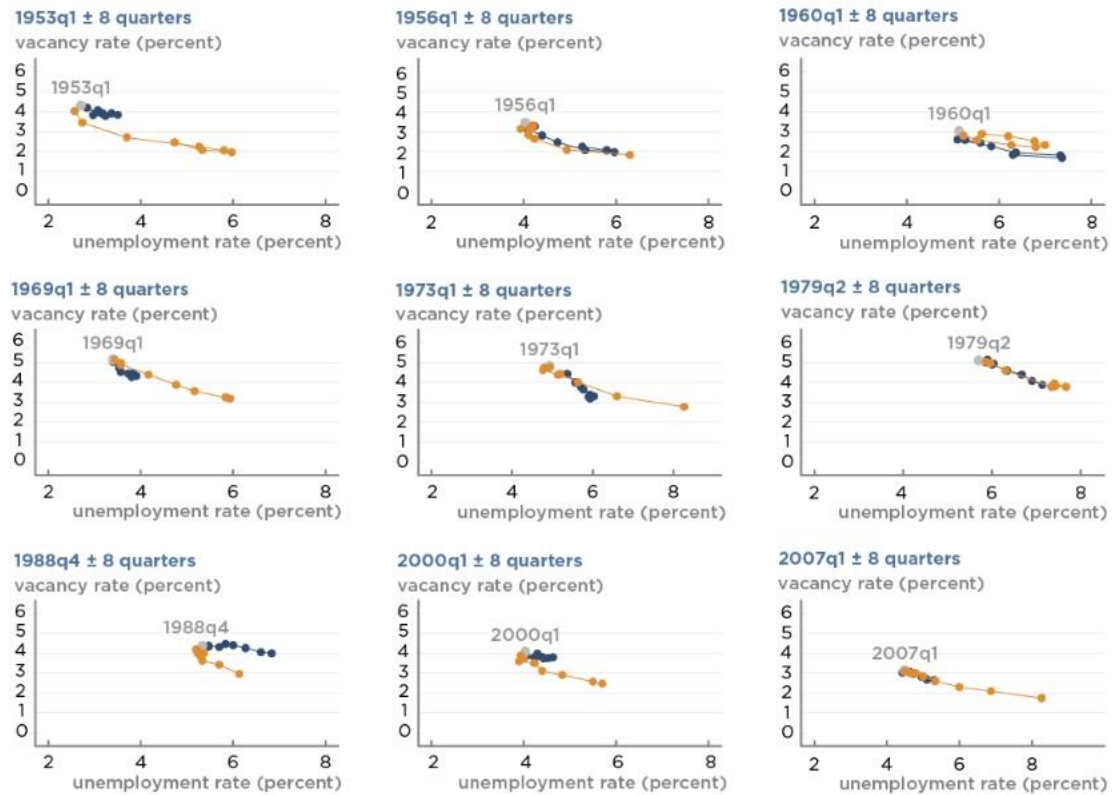 1953q1 ± 8 quarters
vacancy rate (percent)
6
5
4
3
2
1
0
1953q1
2 4 6 8
unemployment rate (percent)
1956q1 ± 8 quarters
vacancy rate (percent)
6
5
4
3
2
1
0
1956q1
2 4 6 8
unemployment rate (percent)
1960q1 ± 8 quarters
vacancy rate (percent)
6
5
4
3
2
1
0
1960q1
2 4 6 8
unemployment rate (percent)
1969q1 ± 8 quarters
vacancy rate (percent)
6
5
4
3
2
1
0
1969q1
2 4 6 8
unemployment rate (percent)
1973q1 ± 8 quarters
vacancy rate (percent)
6
5
4
3
2
1
0
1973q1
2 4 6 8
unemployment rate (percent)
1979q2 ± 8 quarters
vacancy rate (percent)
6
5
4
3
2
1
0
1979q2
2 4 6 8
unemployment rate (percent)
1988q4 ± 8 quarters
vacancy rate (percent)
6
5
4
3
2
1
0
1988q4
2 4 6 8
unemployment rate (percent)
2000q1 ± 8 quarters
vacancy rate (percent)
6
5
4
3
2
1
0
2000q1
2 4 6 8
unemployment rate (percent)
2007q1 ± 8 quarters
vacancy rate (percent)
6
5
4
3
2
1
0
2007q1
2 4 6 8
unemployment rate (percent)